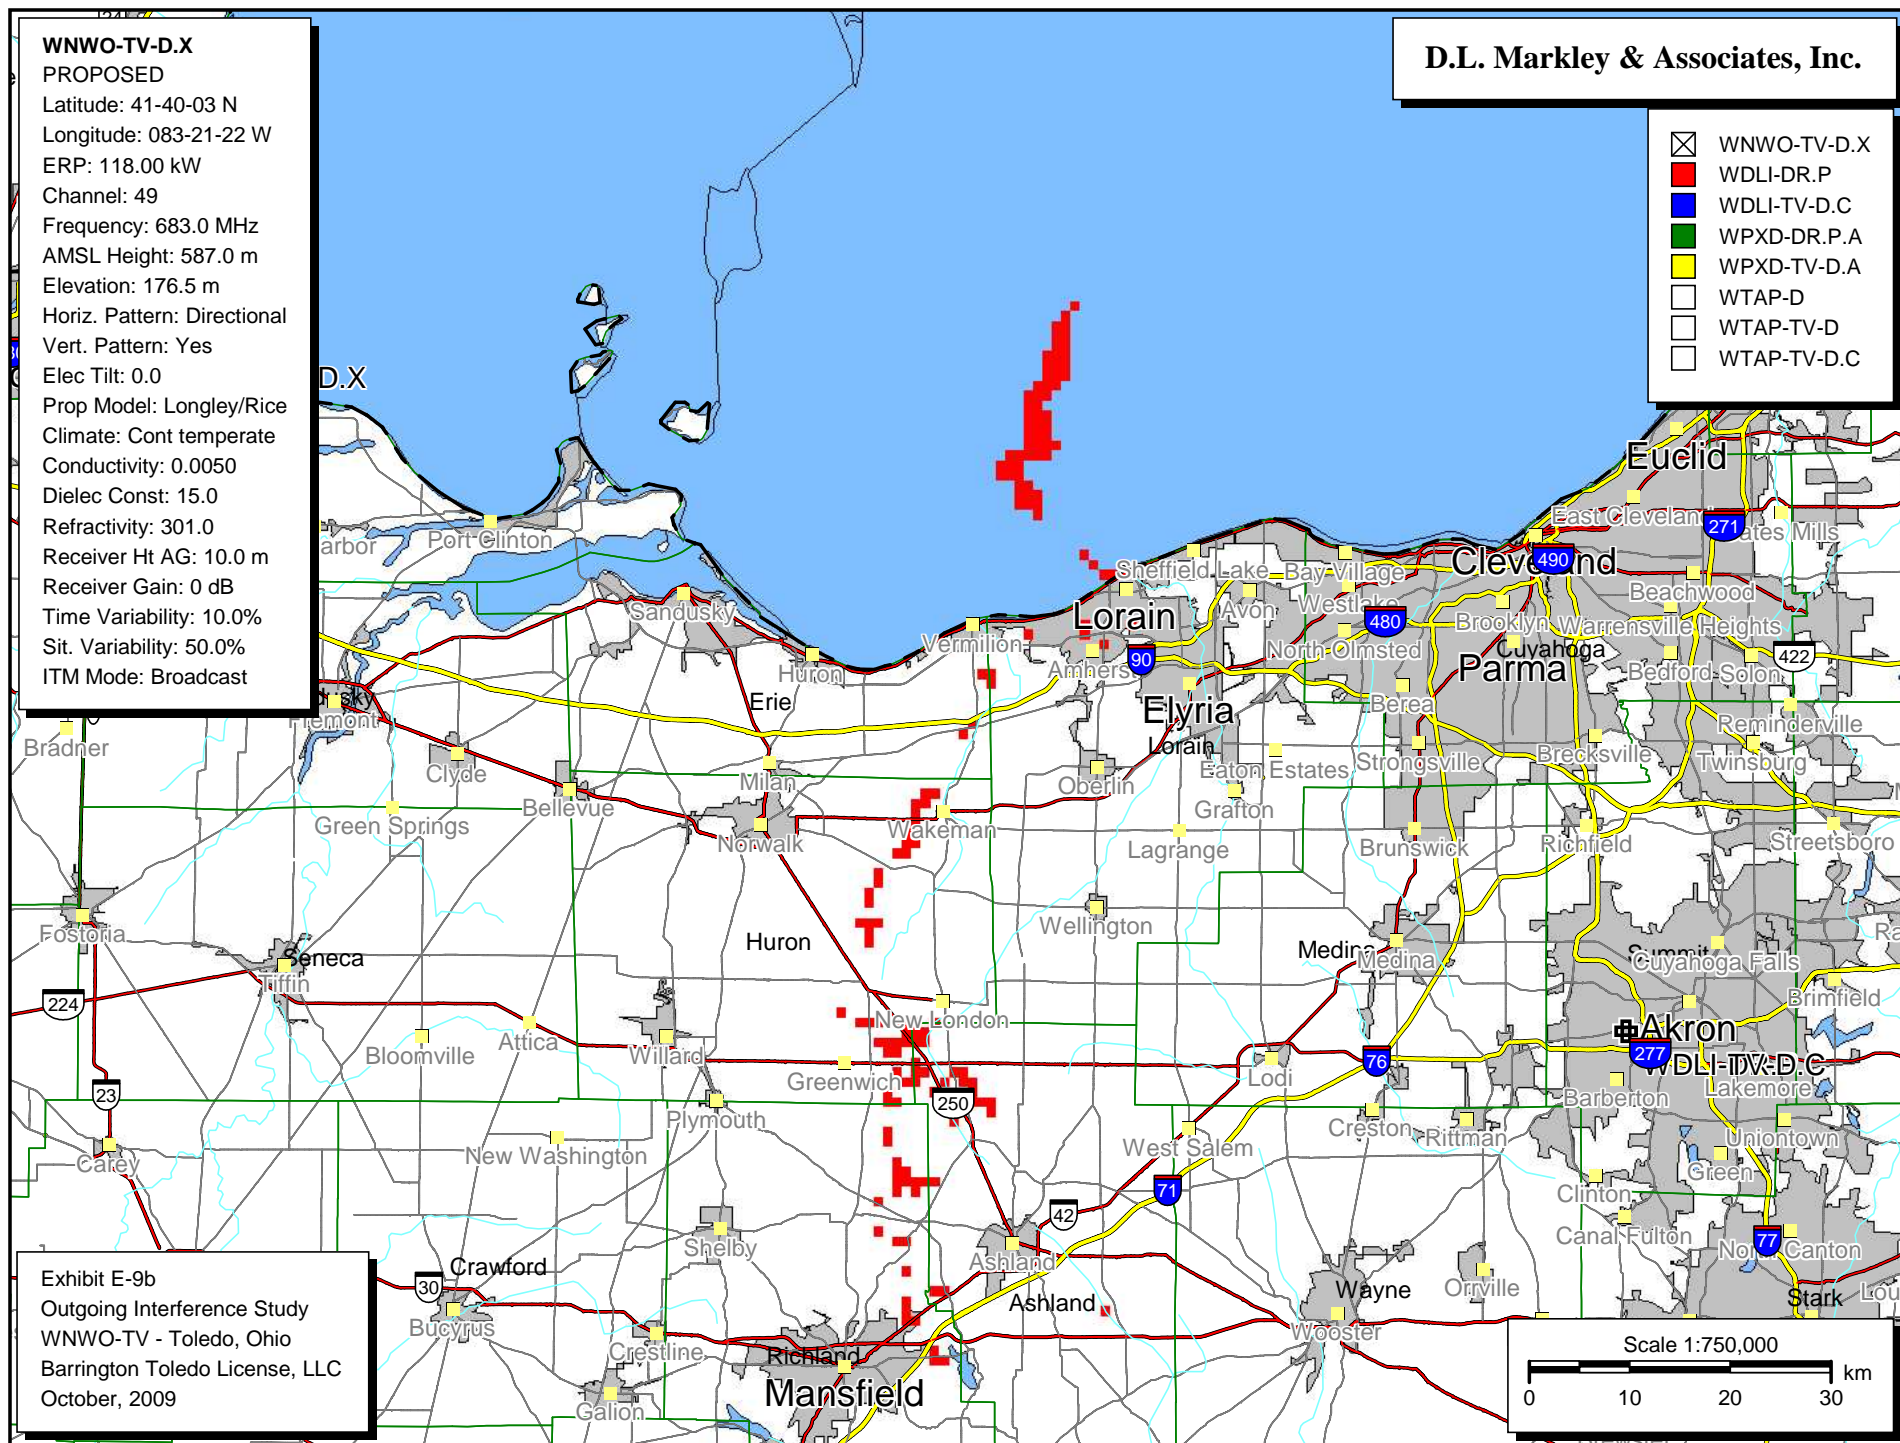 WNWO-TV-D.X
PROPOSED
Latitude: 41-40-03 N
Longitude: 083-21-22 W
ERP: 118.00 kW
Channel: 49
Frequency: 683.0 MHz
AMSL Height: 587.0 m
Elevation: 176.5 m
Horiz. Pattern: Directional
Vert. Pattern: Yes
Elec Tilt: 0.0
Prop Model: Longley/Rice
Climate: Cont temperate
Conductivity: 0.0050
Dielec Const: 15.0
Refractivity: 301.0
Receiver Ht AG: 10.0 m
Receiver Gain: 0 dB
Time Variability: 10.0%
Sit. Variability: 50.0%
ITM Mode: Broadcast
D.L. Markley & Associates, Inc.
WNWO-TV-D.X
WDLI-DR.P
WDLI-TV-D.C
WPXD-DR.P.A
WPXD-TV-D.A
WTAP-D
WTAP-TV-D
WTAP-TV-D.C
D.X
Euclid
East Cleveland
271
ates Mills
arbor
Port Clinton
Cleveland
490
Sheffield Lake
Bay Village
Beachwood
Sandusky
Lorain
Avon
Westlake
480
Brooklyn
Warrensville Heights
Vermilion
Huron
Amherst
90
North Olmsted
Parma
Cuyahoga
Bedford
Solon
422
dusky
Fremont
Erie
Elyria
Berea
Reminderville
Bradner
Clyde
Lorain
Eaton Estates
Strongsville
Brecksville
Twinsburg
Milan
Oberlin
Bellevue
Grafton
Green Springs
Norwalk
Wakeman
Lagrange
Brunswick
Richfield
Streetsboro
Fostoria
Wellington
Huron
Medina
Medina
Summit
Cuyahoga Falls
Ra
Seneca
Tiffin
224
Brimfield
New London
Akron
Bloomville
Attica
Willard
Greenwich
Lodi
76
277
WDLI-TV-D.C
Lakemore
23
250
Barberton
Plymouth
Creston
Rittman
Uniontown
Carey
New Washington
West Salem
Green
71
Clinton
42
Canal Fulton
77
North Canton
Shelby
Ashland
Crawford
30
Ashland
Wayne
Orrville
Stark
Lou
Bucyrus
Crestline
Richland
Wooster
Mansfield
Galion
Exhibit E-9b
Outgoing Interference Study
WNWO-TV - Toledo, Ohio
Barrington Toledo License, LLC
October, 2009
Scale 1:750,000
0 10 20 30 km